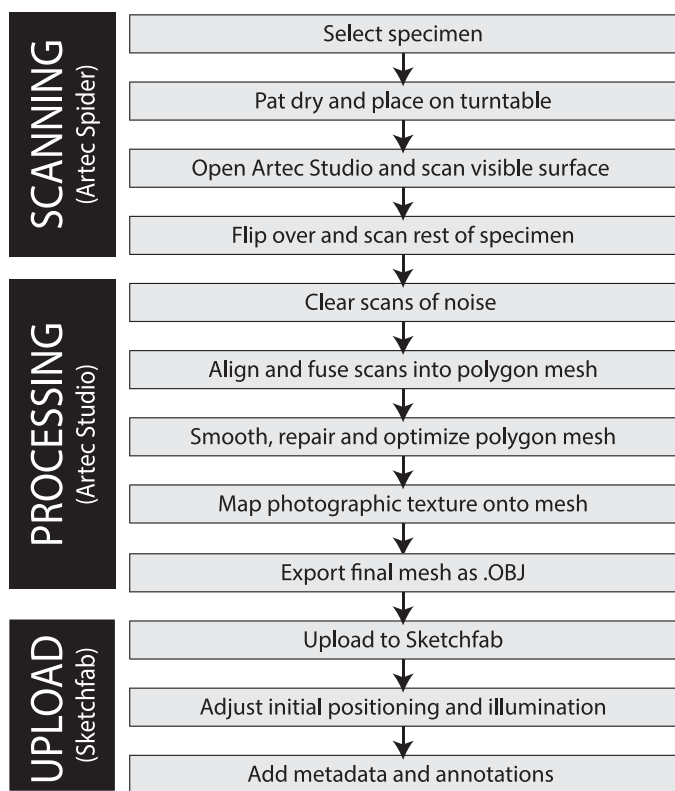 SCANNING
(Artec Spider)
Select specimen
Pat dry and place on turntable
Open Artec Studio and scan visible surface
Flip over and scan rest of specimen
PROCESSING
(Artec Studio)
Clear scans of noise
Align and fuse scans into polygon mesh
Smooth, repair and optimize polygon mesh
Map photographic texture onto mesh
Export final mesh as .OBJ
UPLOAD
(Sketchfab)
Upload to Sketchfab
Adjust initial positioning and illumination
Add metadata and annotations